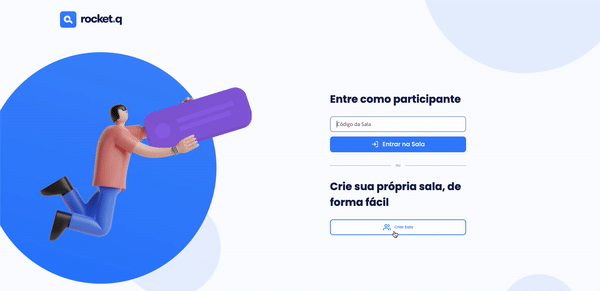 rocket.q
Entre como participante
Código da Sala
Entrar na Sala
ou
Crie sua própria sala, de
forma fácil
Criar Sala